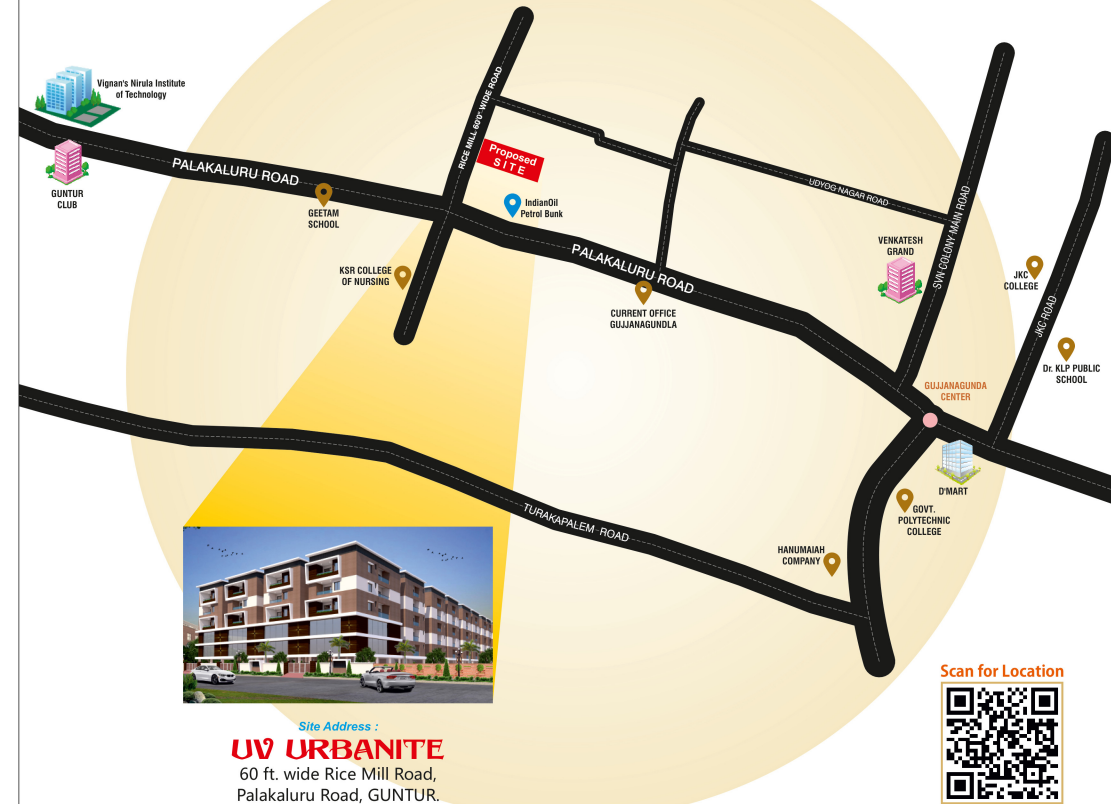 Vignan's Nirula Institute
of Technology
GUNTUR
CLUB
PALAKALURU ROAD
GEETAM
SCHOOL
RICE MILL 60'0" WIDE ROAD
Proposed
SITE
IndianOil
Petrol Bunk
KSR COLLEGE
OF NURSING
PALAKALURU ROAD
CURRENT OFFICE
GUJJANAGUNDLA
UDYOG NAGAR ROAD
VENKATESH
GRAND
SVN COLONY MAIN ROAD
JKC
COLLEGE
JKC ROAD
Dr. KLP PUBLIC
SCHOOL
GUJJANAGUNDA
CENTER
D'MART
GOVT.
POLYTECHNIC
COLLEGE
TURAKAPALEM ROAD
HANUMAIAH
COMPANY
Scan for Location
Site Address :
UV URBANITE
60 ft. wide Rice Mill Road,
Palakaluru Road, GUNTUR.